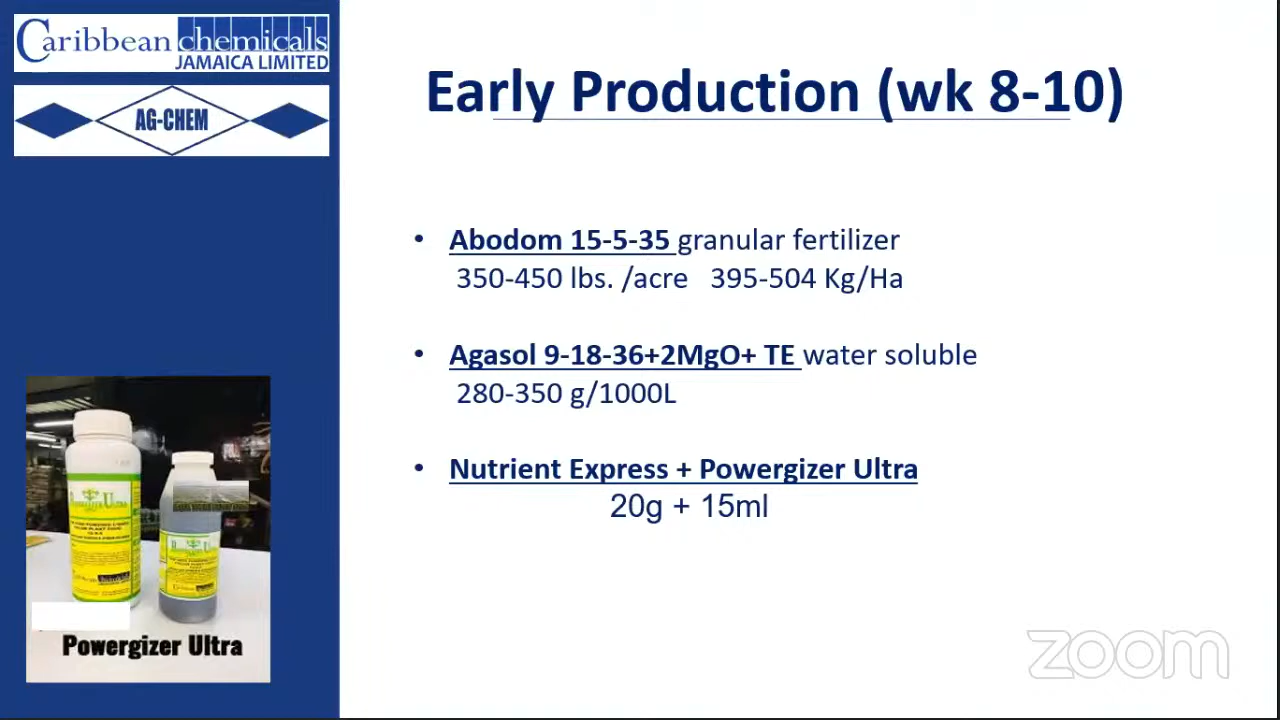 Caribbean chemicals
JAMAICA LIMITED
AG-CHEM
Early Production (wk 8-10)
• Abodom 15-5-35 granular fertilizer
350-450 lbs. /acre 395-504 Kg/Ha
• Agasol 9-18-36+2MgO+ TE water soluble
280-350 g/1000L
• Nutrient Express + Powergizer Ultra
20g + 15ml
Powergizer Ultra
zoom